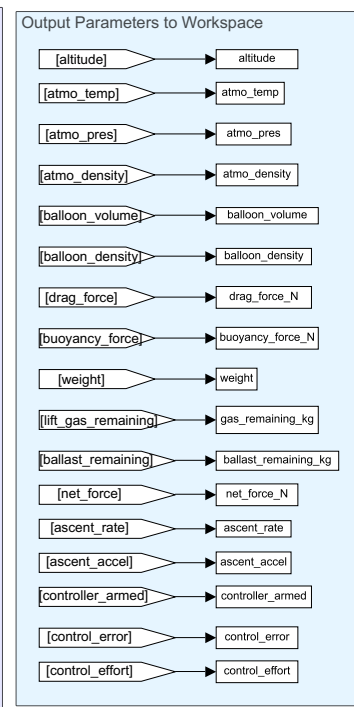 Output Parameters to Workspace
[altitude] altitude
[atmo_temp] atmo_temp
[atmo_pres] atmo_pres
[atmo_density] atmo_density
[balloon_volume] balloon_volume
[balloon_density] balloon_density
[drag_force] drag_force_N
[buoyancy_force] buoyancy_force_N
[weight] weight
[lift_gas_remaining] gas_remaining_kg
[ballast_remaining] ballast_remaining_kg
[net_force] net_force_N
[ascent_rate] ascent_rate
[ascent_accel] ascent_accel
[controller_armed] controller_armed
[control_error] control_error
[control_effort] control_effort